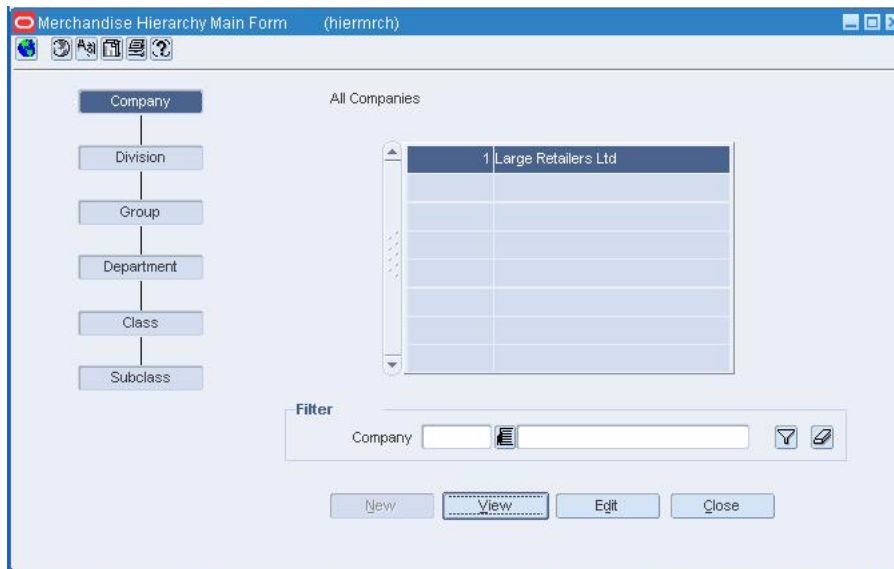 Merchandise Hierarchy Main Form (hiermrch)
Company
Division
Group
Department
Class
Subclass
All Companies
1 Large Retailers Ltd
Filter
Company
New
View
Edit
Close